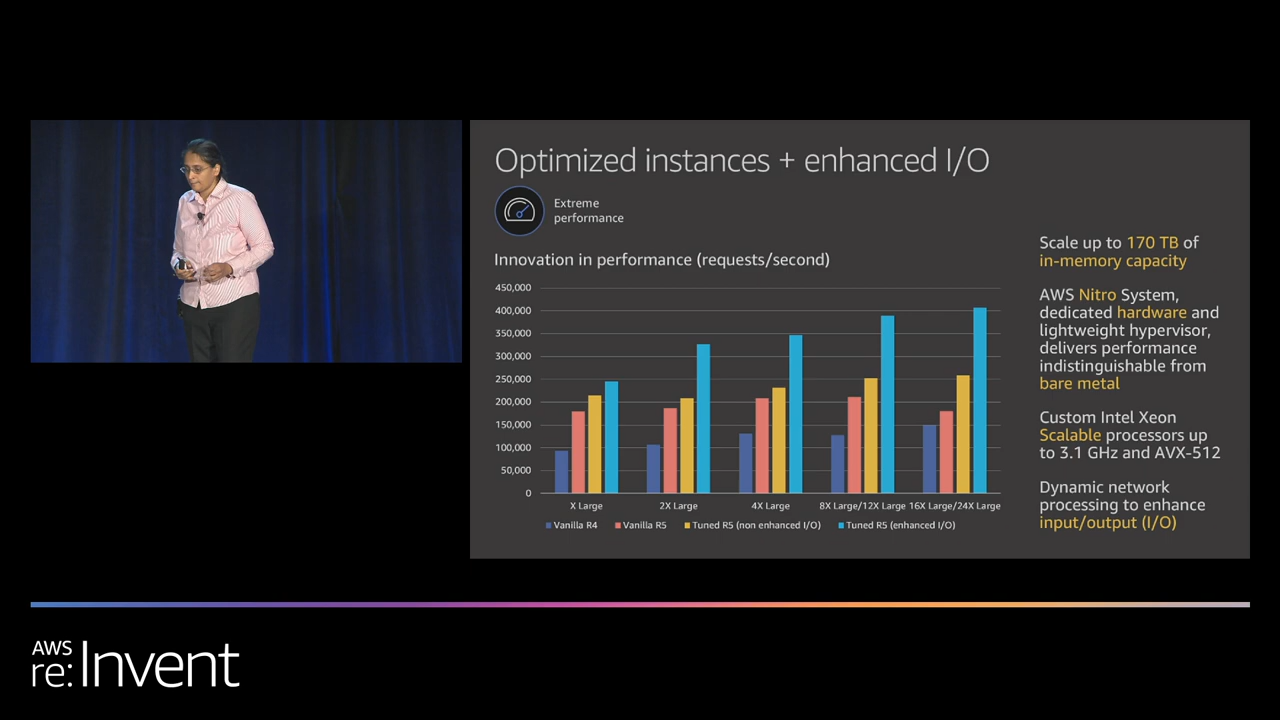 Optimized instances + enhanced I/O
Extreme
performance
Innovation in performance (requests/second)
450,000
400,000
350,000
300,000
250,000
200,000
150,000
100,000
50,000
0
X Large
2X Large
4X Large
8X Large/12X Large
16X Large/24X Large
Vanilla R4
Vanilla R5
Tuned R5 (non enhanced I/O)
Tuned R5 (enhanced I/O)
Scale up to 170 TB of
in-memory capacity
AWS Nitro System,
dedicated hardware and
lightweight hypervisor,
delivers performance
indistinguishable from
bare metal
Custom Intel Xeon
Scalable processors up
to 3.1 GHz and AVX-512
Dynamic network
processing to enhance
input/output (I/O)
AWS
re:Invent